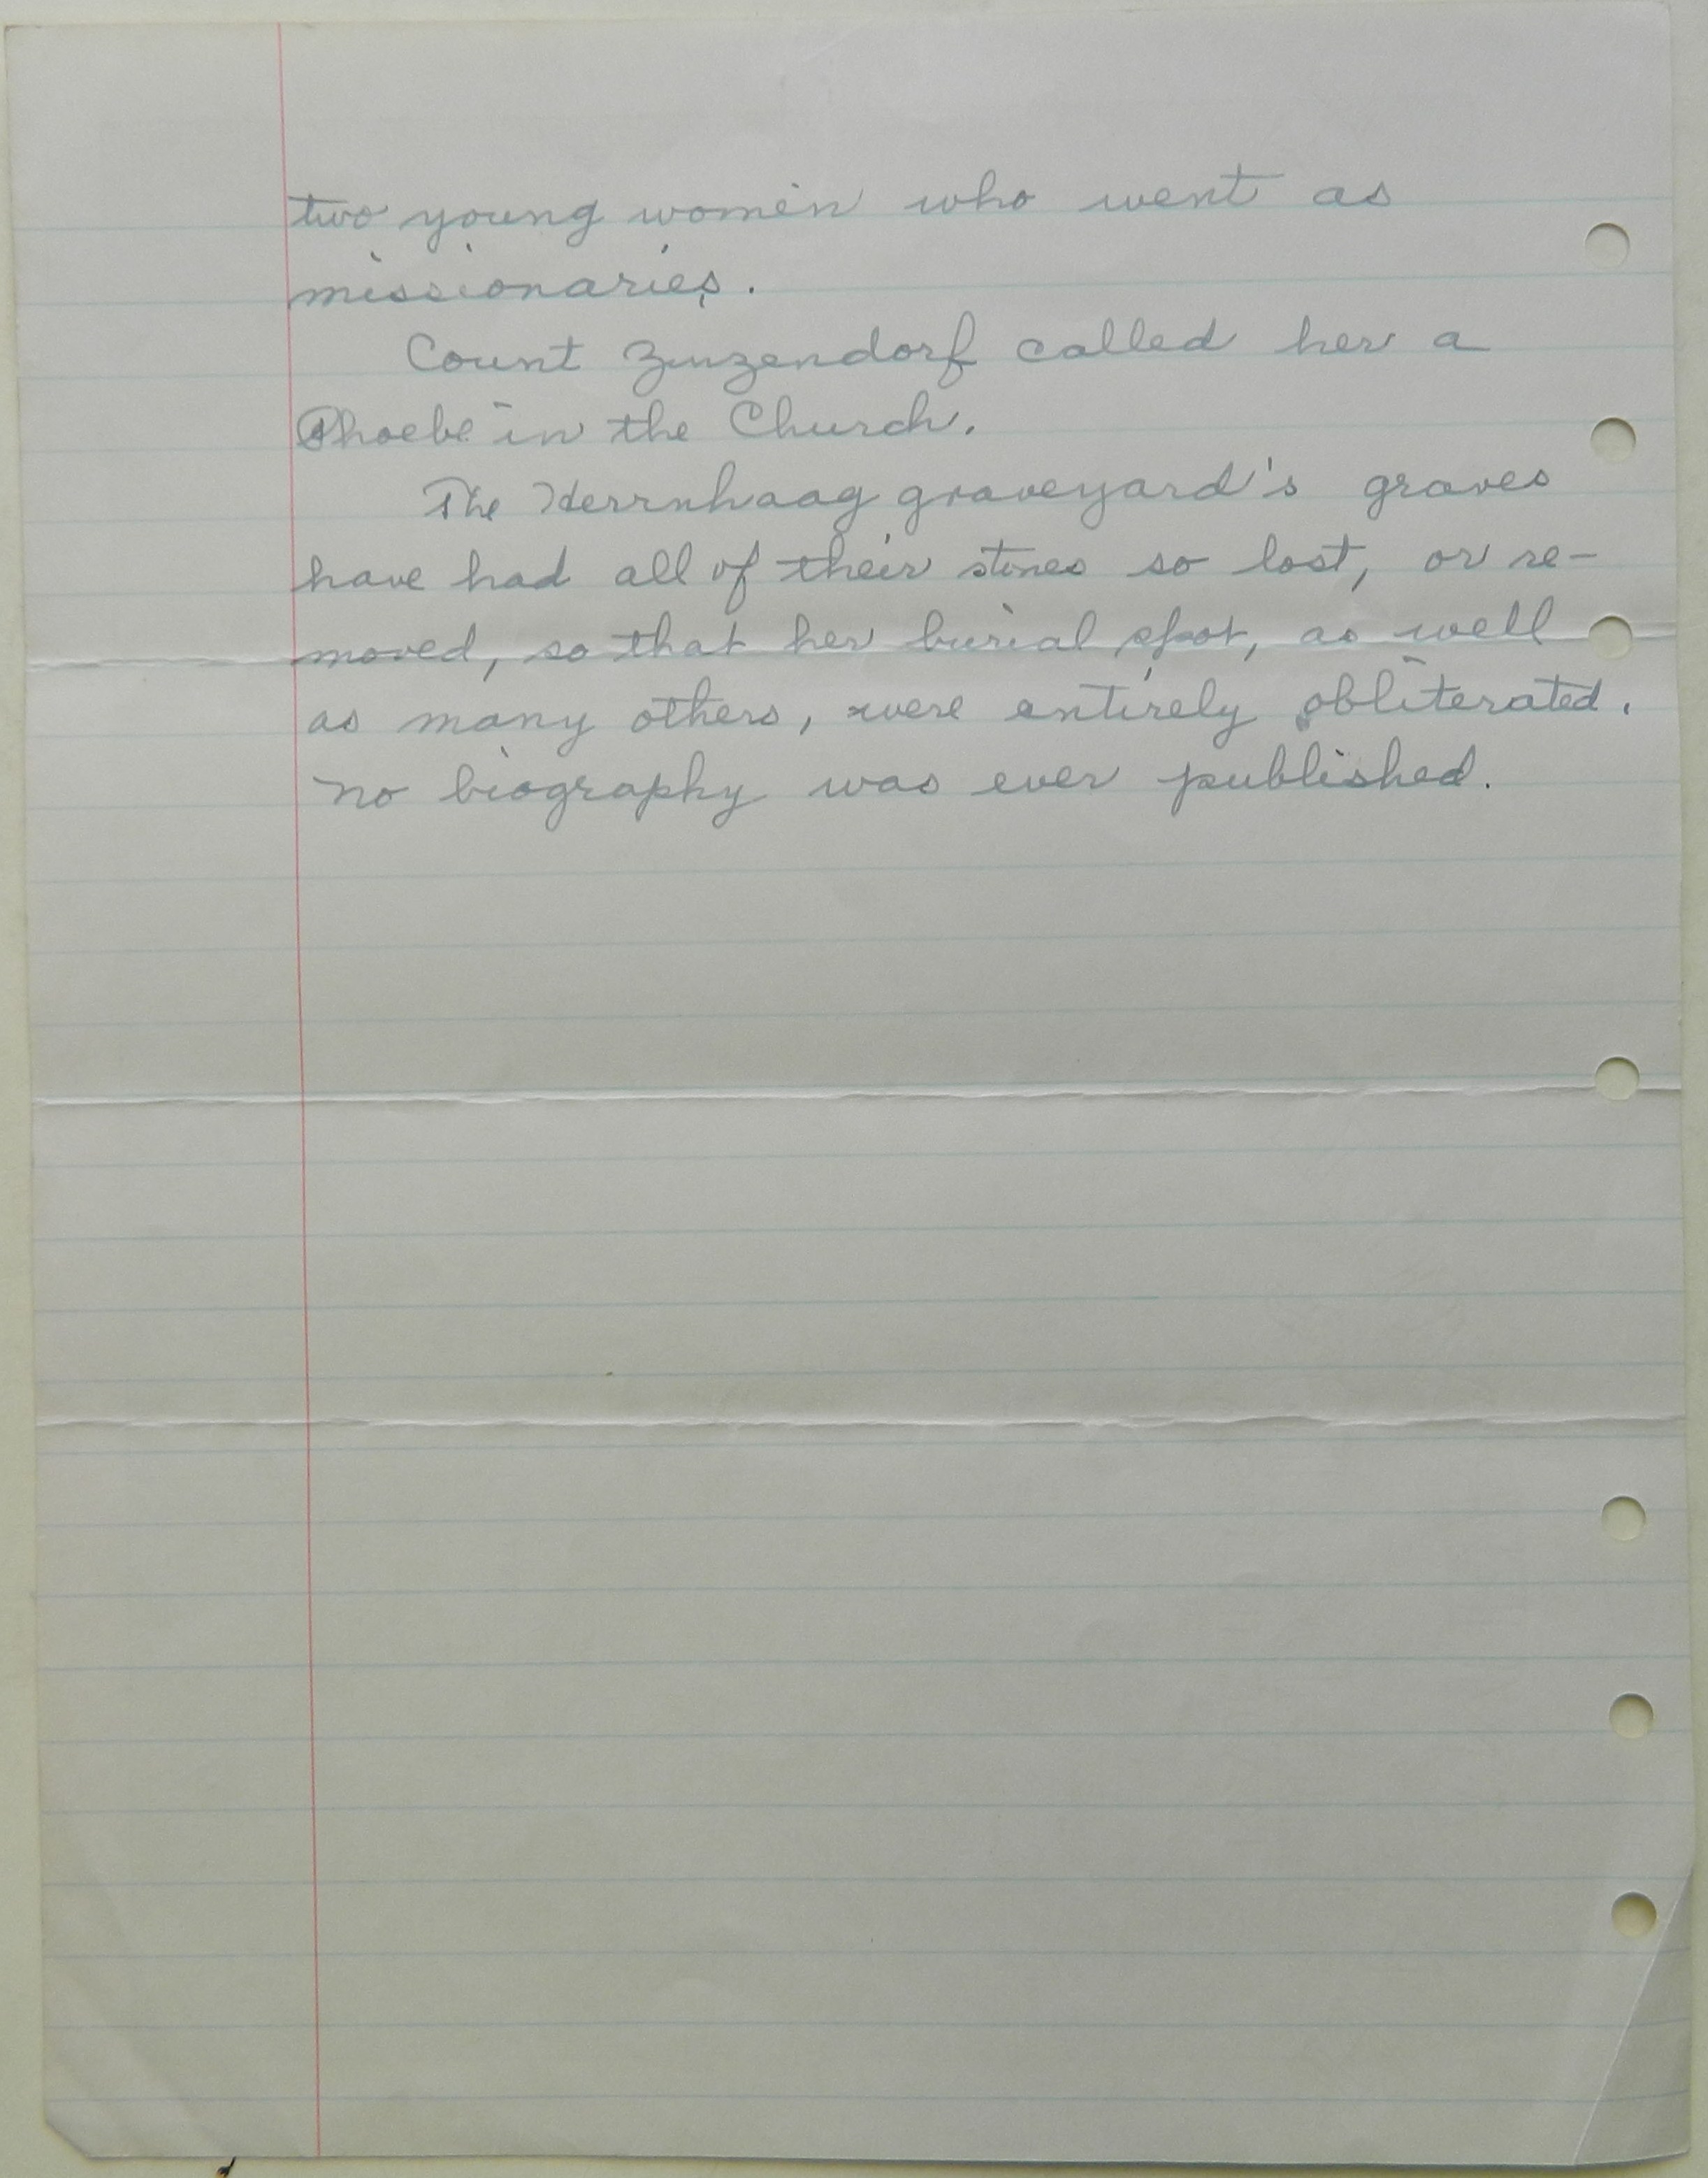 two young women who went as
missionaries.
Count Zinzendorf called her a
Phoebe in the Church.
The Herrnhaag graveyard's graves
have had all of their stones so lost, or re-
moved, so that her burial spot, as well
as many others, were entirely obliterated.
No biography was ever published.